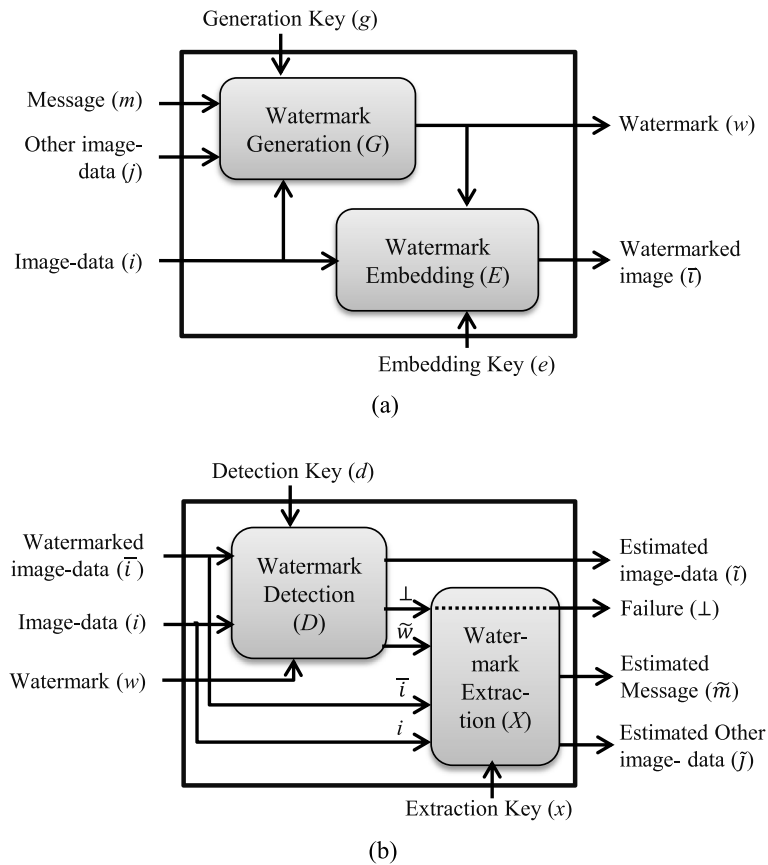 Generation Key (g)
Message (m)
Other image-
data (j)
Watermark
Generation (G)
Watermark (w)
Image-data (i)
Watermark
Embedding (E)
Watermarked
image (ῑ)
Embedding Key (e)
(a)
Detection Key (d)
Watermarked
image-data (i̅)
Image-data (i)
Watermark (w)
Watermark
Detection
(D)
⊥
w̃
i̅
i
Water-
mark
Extrac-
tion (X)
Estimated
image-data (ι̃)
Failure (⊥)
Estimated
Message (m̃)
Estimated Other
image- data (ȷ̃)
Extraction Key (x)
(b)